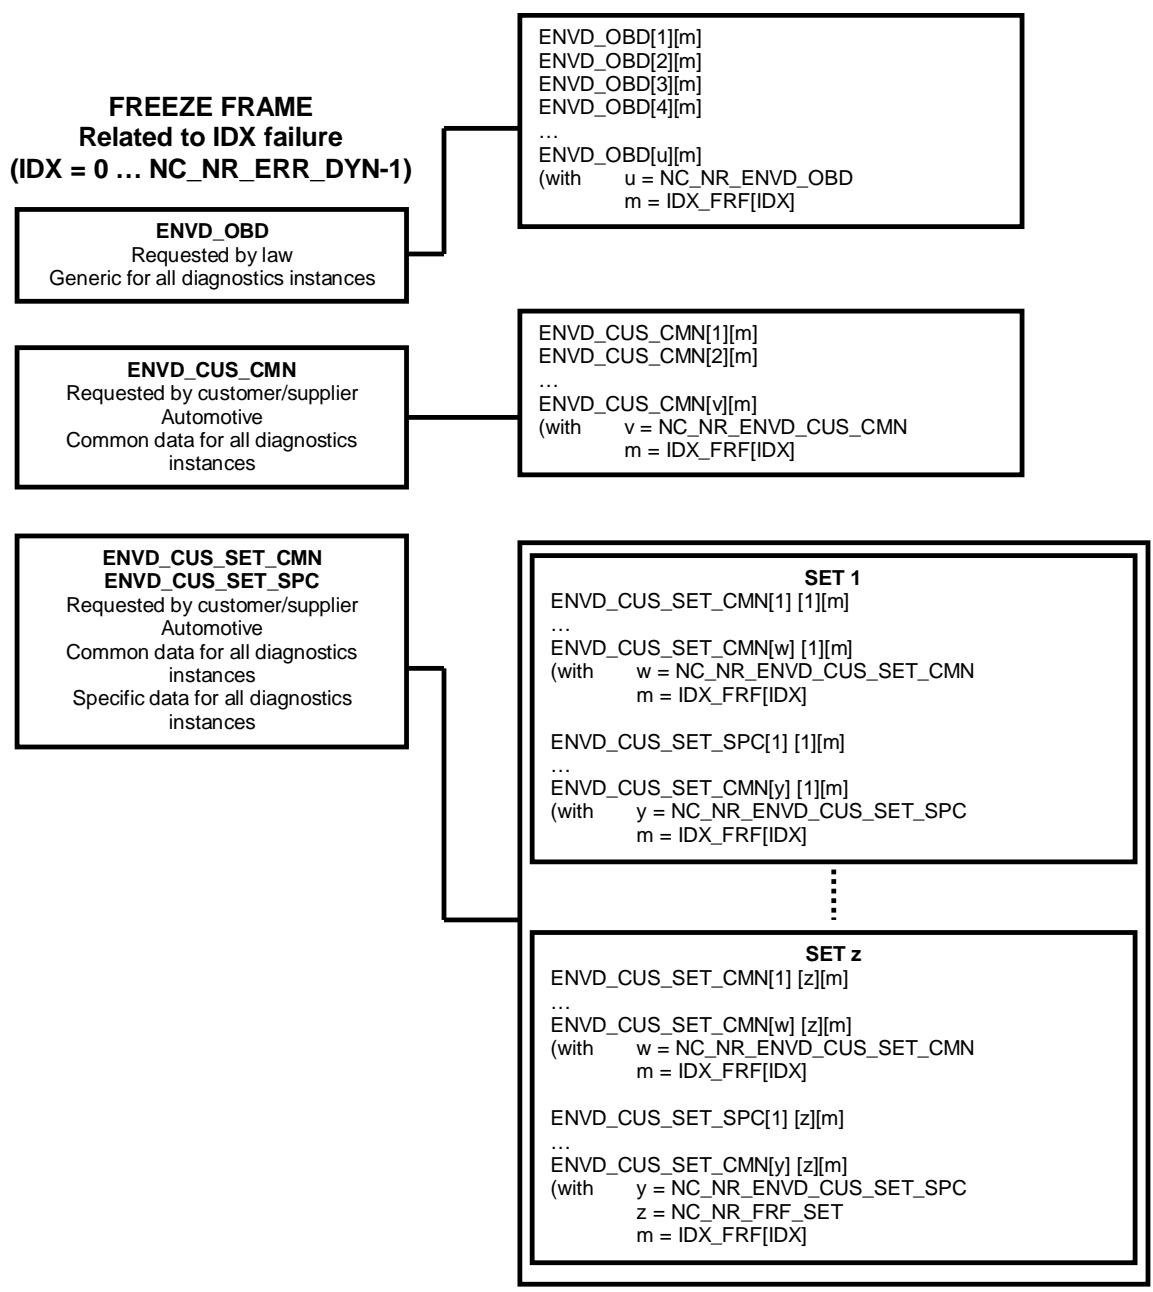 FREEZE FRAME
Related to IDX failure
(IDX = 0 … NC_NR_ERR_DYN-1)
ENVD_OBD
Requested by law
Generic for all diagnostics instances
ENVD_OBD[1][m]
ENVD_OBD[2][m]
ENVD_OBD[3][m]
ENVD_OBD[4][m]
…
ENVD_OBD[u][m]
(with u = NC_NR_ENVD_OBD
m = IDX_FRF[IDX]
ENVD_CUS_CMN
Requested by customer/supplier
Automotive
Common data for all diagnostics
instances
ENVD_CUS_CMN[1][m]
ENVD_CUS_CMN[2][m]
…
ENVD_CUS_CMN[v][m]
(with v = NC_NR_ENVD_CUS_CMN
m = IDX_FRF[IDX]
ENVD_CUS_SET_CMN
ENVD_CUS_SET_SPC
Requested by customer/supplier
Automotive
Common data for all diagnostics
instances
Specific data for all diagnostics
instances
SET 1
ENVD_CUS_SET_CMN[1] [1][m]
…
ENVD_CUS_SET_CMN[w] [1][m]
(with w = NC_NR_ENVD_CUS_SET_CMN
m = IDX_FRF[IDX]
ENVD_CUS_SET_SPC[1] [1][m]
…
ENVD_CUS_SET_CMN[y] [1][m]
(with y = NC_NR_ENVD_CUS_SET_SPC
m = IDX_FRF[IDX]
SET z
ENVD_CUS_SET_CMN[1] [z][m]
…
ENVD_CUS_SET_CMN[w] [z][m]
(with w = NC_NR_ENVD_CUS_SET_CMN
m = IDX_FRF[IDX]
ENVD_CUS_SET_SPC[1] [z][m]
…
ENVD_CUS_SET_CMN[y] [z][m]
(with y = NC_NR_ENVD_CUS_SET_SPC
z = NC_NR_FRF_SET
m = IDX_FRF[IDX]